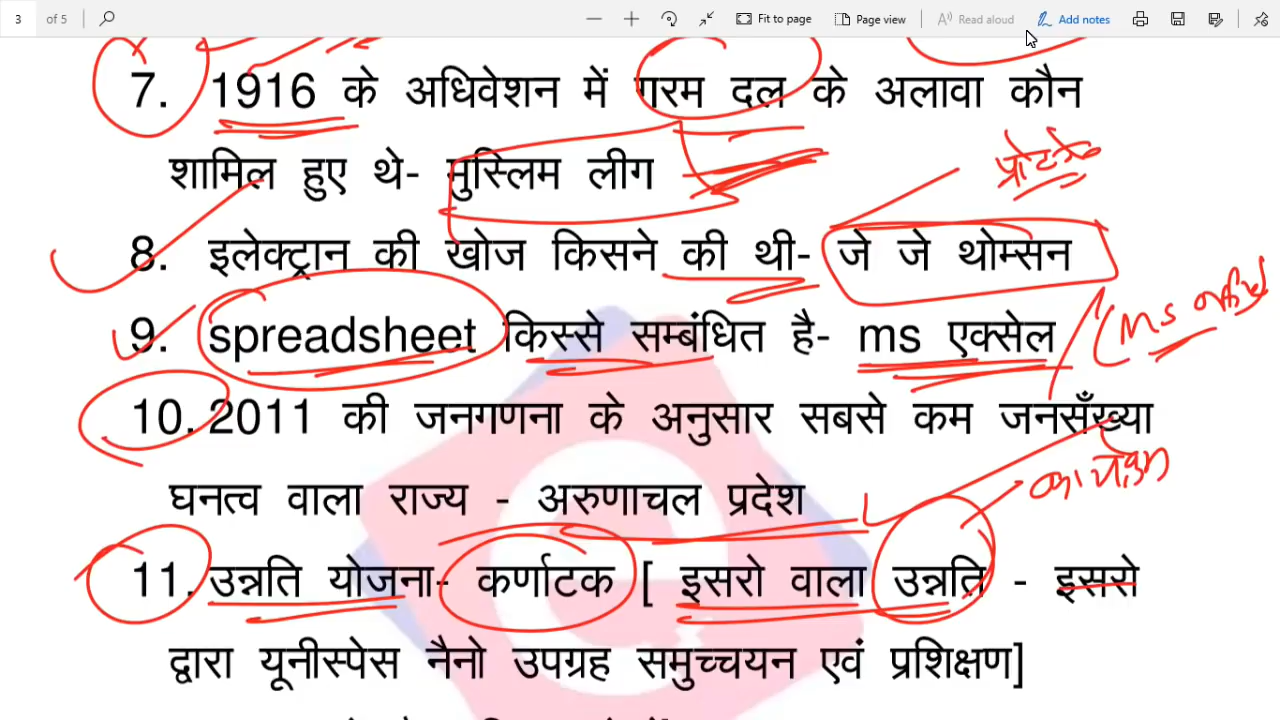 3 of 5 Fit to page Page view Read aloud Add notes
7. 1916 के अधिवेशन में गरम दल के अलावा कौन
शामिल हुए थे- मुस्लिम लीग
8. इलेक्ट्रान की खोज किसने की थी- जे जे थोम्सन
9. spreadsheet किस्से सम्बंधित है- ms एक्सेल
10. 2011 की जनगणना के अनुसार सबसे कम जनसँख्या
घनत्व वाला राज्य - अरुणाचल प्रदेश
11. उन्नति योजना- कर्णाटक [ इसरो वाला उन्नति - इसरो
द्वारा यूनीस्पेस नैनो उपग्रह समुच्चयन एवं प्रशिक्षण]